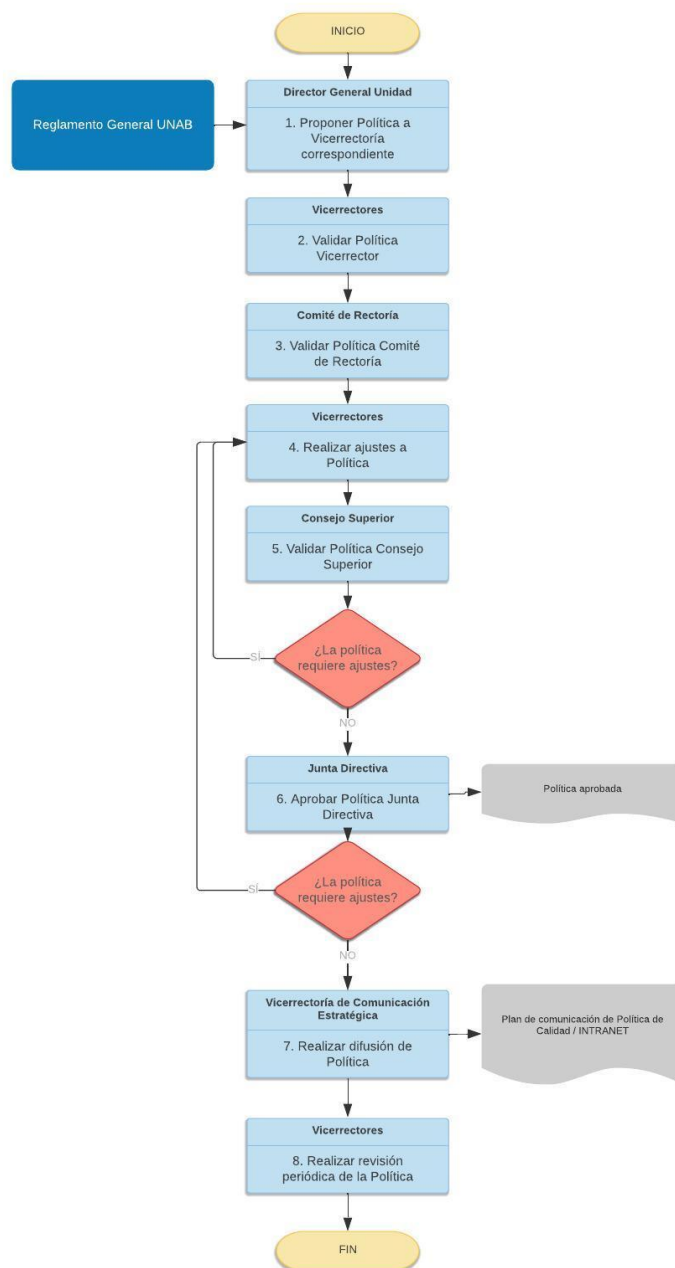 INICIO
Reglamento General UNAB
Director General Unidad
1. Proponer Política a
Vicerrectoría
correspondiente
Vicerrectores
2. Validar Política
Vicerrector
Comité de Rectoría
3. Validar Política Comité
de Rectoría
Vicerrectores
4. Realizar ajustes a
Política
Consejo Superior
5. Validar Política Consejo
Superior
¿La política
requiere ajustes?
SÍ
NO
Junta Directiva
6. Aprobar Política Junta
Directiva
Política aprobada
¿La política
requiere ajustes?
SÍ
NO
Vicerrectoría de Comunicación
Estratégica
7. Realizar difusión de
Política
Plan de comunicación de Política de
Calidad / INTRANET
Vicerrectores
8. Realizar revisión
periódica de la Política
FIN